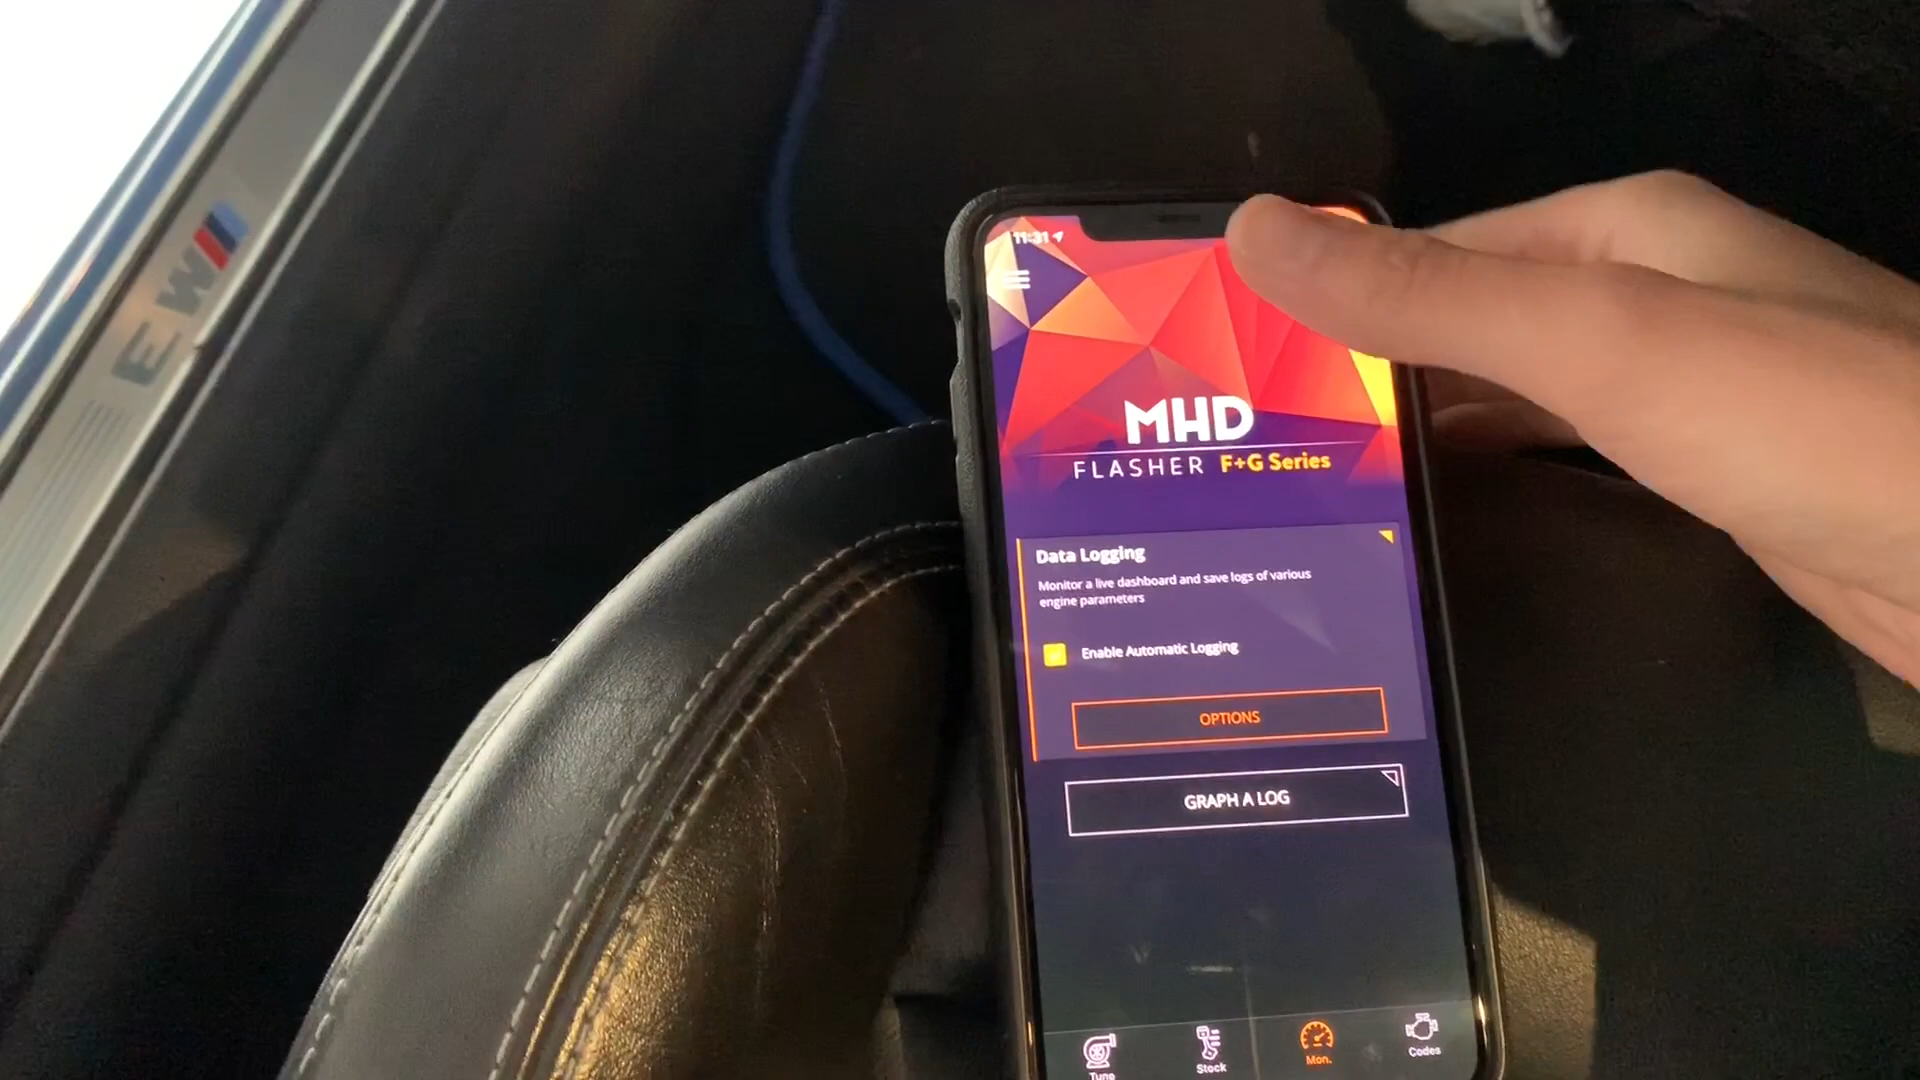 EW
11:31
MHD
FLASHER F+G Series
Data Logging
Monitor a live dashboard and save logs of various
engine parameters
Enable Automatic Logging
OPTIONS
GRAPH A LOG
Tune
Stock
Mon.
Codes